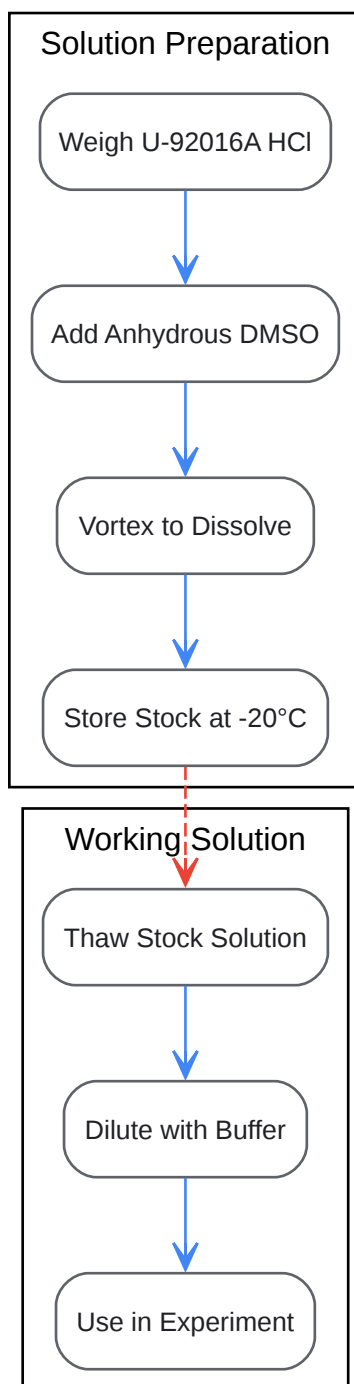 Solution Preparation
Weigh U-92016A HCl
Add Anhydrous DMSO
Vortex to Dissolve
Store Stock at -20°C
Working Solution
Thaw Stock Solution
Dilute with Buffer
Use in Experiment